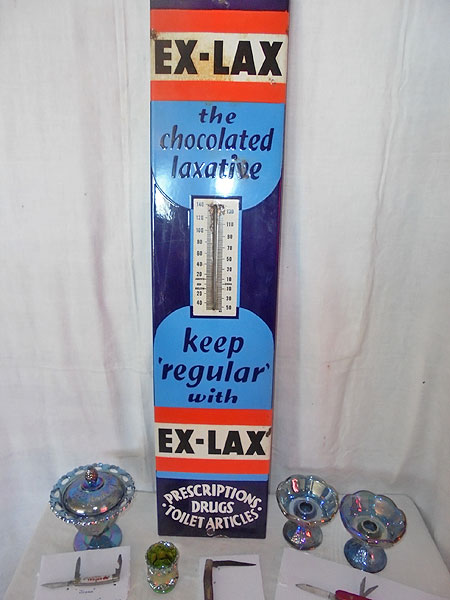 EX-LAX
the
chocolated
laxative
keep
'regular'
with
EX-LAX
PRESCRIPTIONS
·DRUGS·
TOILET ARTICLES